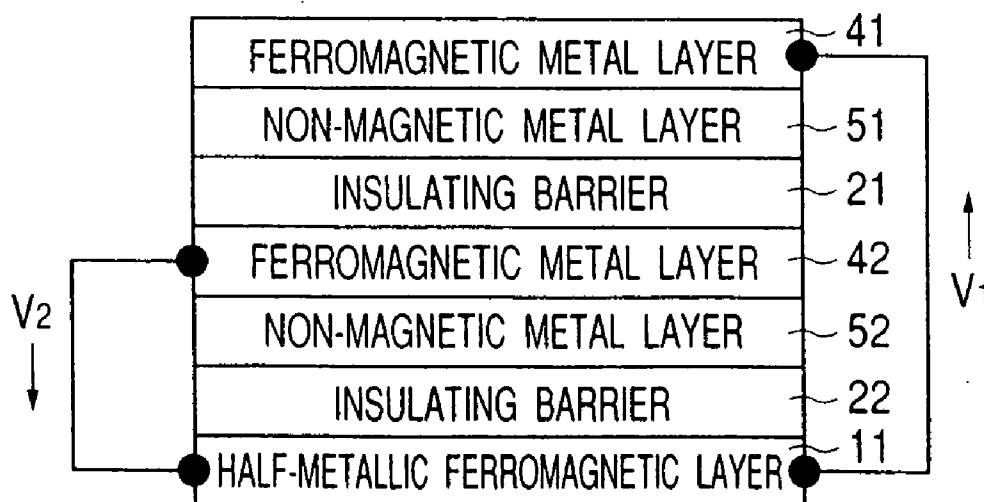 FERROMAGNETIC METAL LAYER 41
NON-MAGNETIC METAL LAYER 51
INSULATING BARRIER 21
FERROMAGNETIC METAL LAYER 42
NON-MAGNETIC METAL LAYER 52
INSULATING BARRIER 22
HALF-METALLIC FERROMAGNETIC LAYER 11
V2
V1